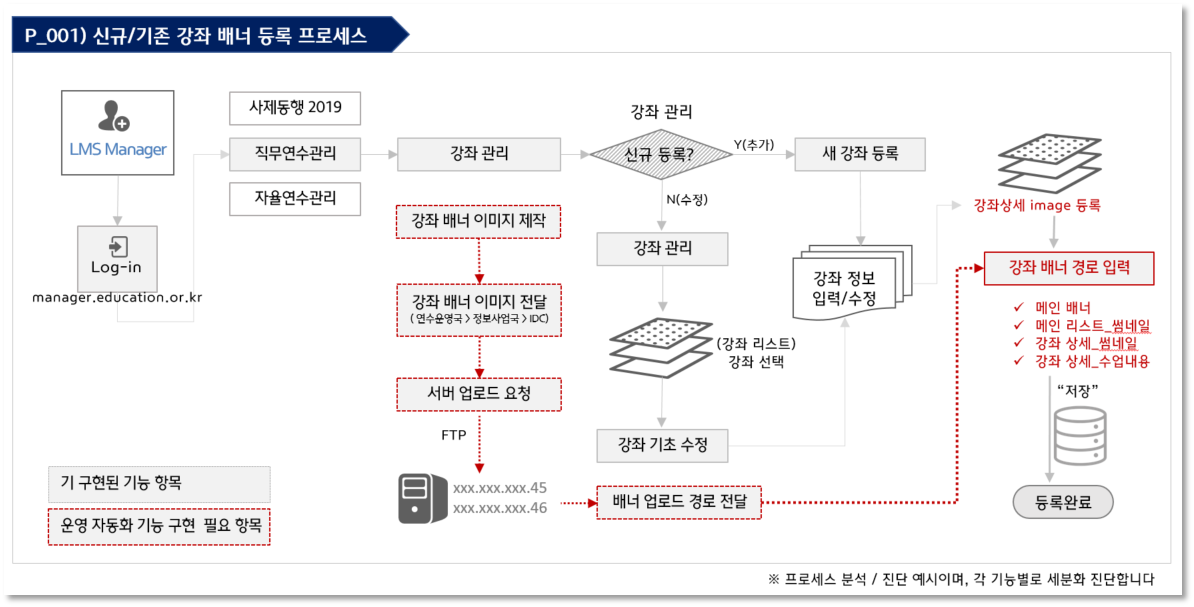 P_001) 신규/기존 강좌 배너 등록 프로세스
LMS Manager
Log-in
manager.education.or.kr
사제동행 2019
직무연수관리
자율연수관리
강좌 관리
강좌 관리
신규 등록?
Y(추가)
N(수정)
새 강좌 등록
강좌 관리
(강좌 리스트)
강좌 선택
강좌 기초 수정
강좌 정보
입력/수정
강좌 배너 이미지 제작
강좌 배너 이미지 전달
( 연수운영국 > 정보사업국 > IDC)
서버 업로드 요청
FTP
xxx.xxx.xxx.45
xxx.xxx.xxx.46
배너 업로드 경로 전달
강좌상세 image 등록
강좌 배너 경로 입력
✓ 메인 배너
✓ 메인 리스트_썸네일
✓ 강좌 상세_썸네일
✓ 강좌 상세_수업내용
“저장”
등록완료
기 구현된 기능 항목
운영 자동화 기능 구현 필요 항목
※ 프로세스 분석 / 진단 예시이며, 각 기능별로 세분화 진단합니다